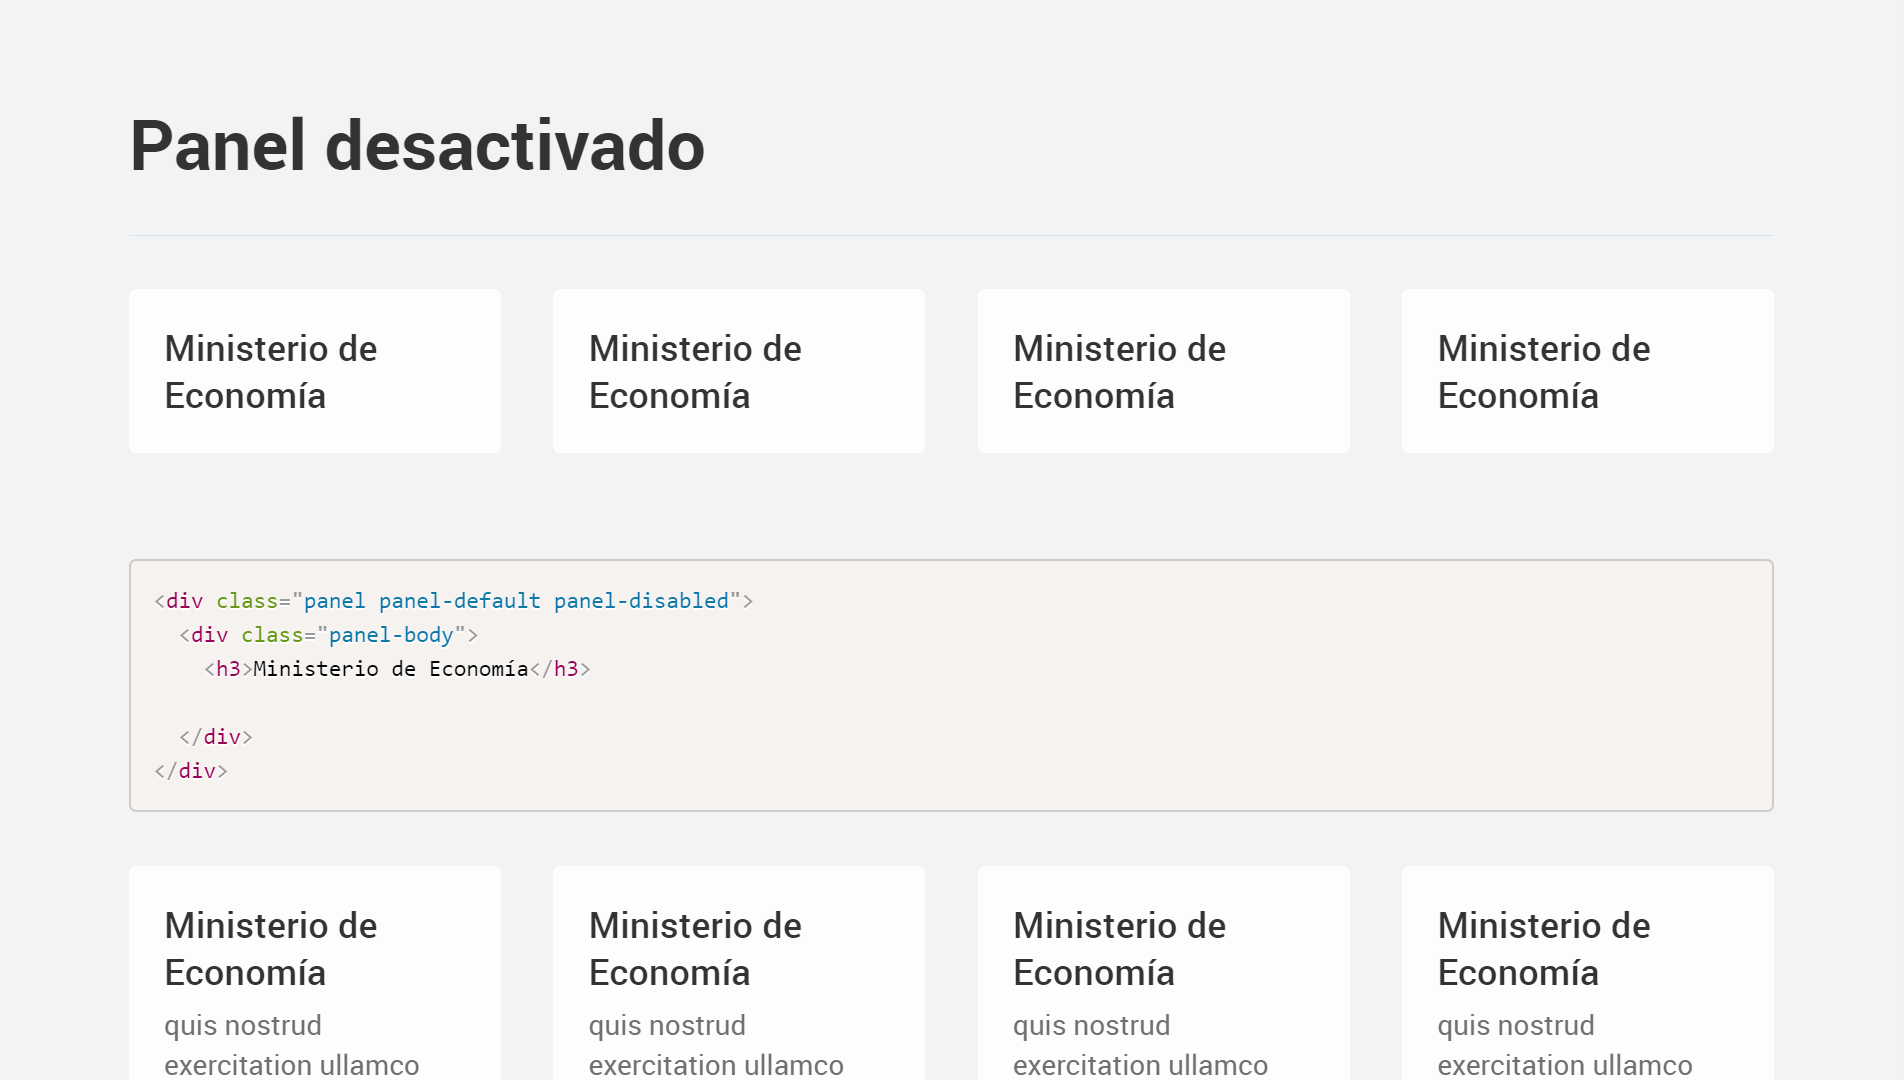 Panel desactivado
Ministerio de
Economía
Ministerio de
Economía
Ministerio de
Economía
Ministerio de
Economía
<div class="panel panel-default panel-disabled">
  <div class="panel-body">
    <h3>Ministerio de Economía</h3>
  </div>
</div>
Ministerio de
Economía
quis nostrud
exercitation ullamco
Ministerio de
Economía
quis nostrud
exercitation ullamco
Ministerio de
Economía
quis nostrud
exercitation ullamco
Ministerio de
Economía
quis nostrud
exercitation ullamco